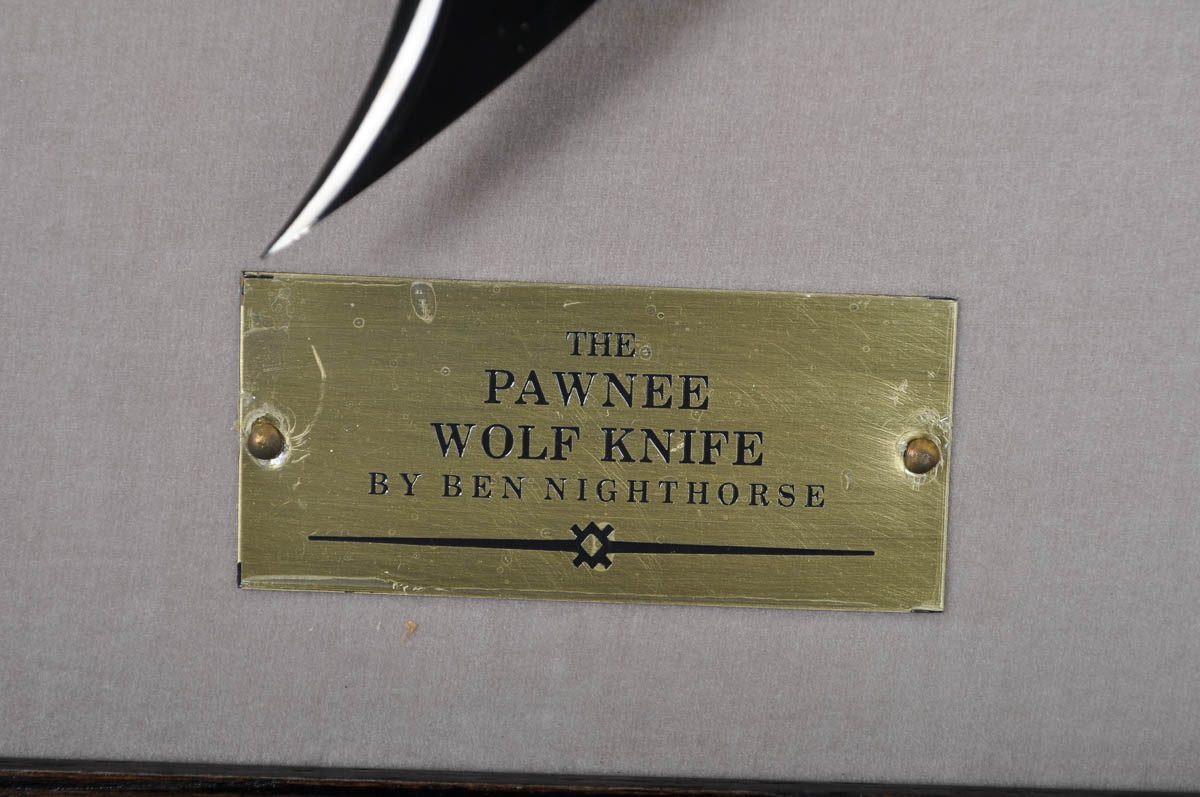 THE
PAWNEE
WOLF KNIFE
BY BEN NIGHTHORSE